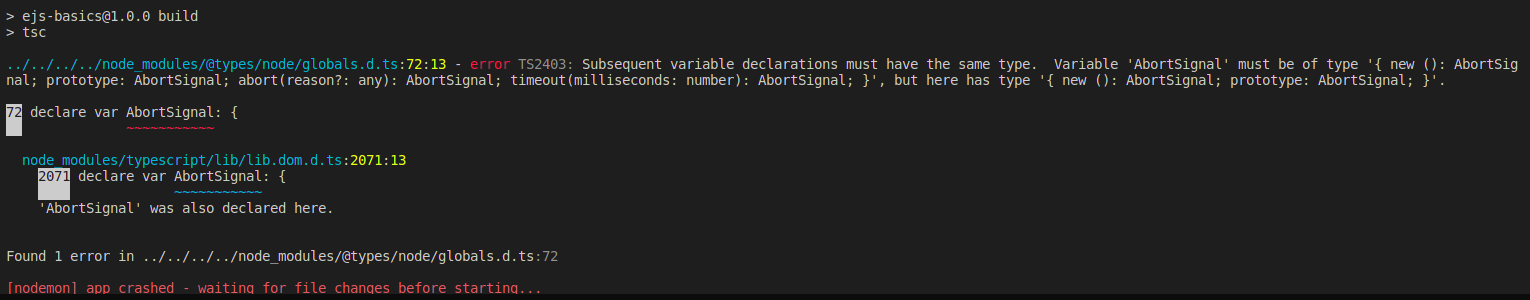 > ejs-basics@1.0.0 build
> tsc
../../../../node_modules/@types/node/globals.d.ts:72:13 - error TS2403: Subsequent variable declarations must have the same type.  Variable 'AbortSignal' must be of type '{ new (): AbortSig
nal; prototype: AbortSignal; abort(reason?: any): AbortSignal; timeout(milliseconds: number): AbortSignal; }', but here has type '{ new (): AbortSignal; prototype: AbortSignal; }'.
72 declare var AbortSignal: {
~~~~~~~~~~~
node_modules/typescript/lib/lib.dom.d.ts:2071:13
2071 declare var AbortSignal: {
~~~~~~~~~~~
'AbortSignal' was also declared here.
Found 1 error in ../../../../node_modules/@types/node/globals.d.ts:72
[nodemon] app crashed - waiting for file changes before starting...